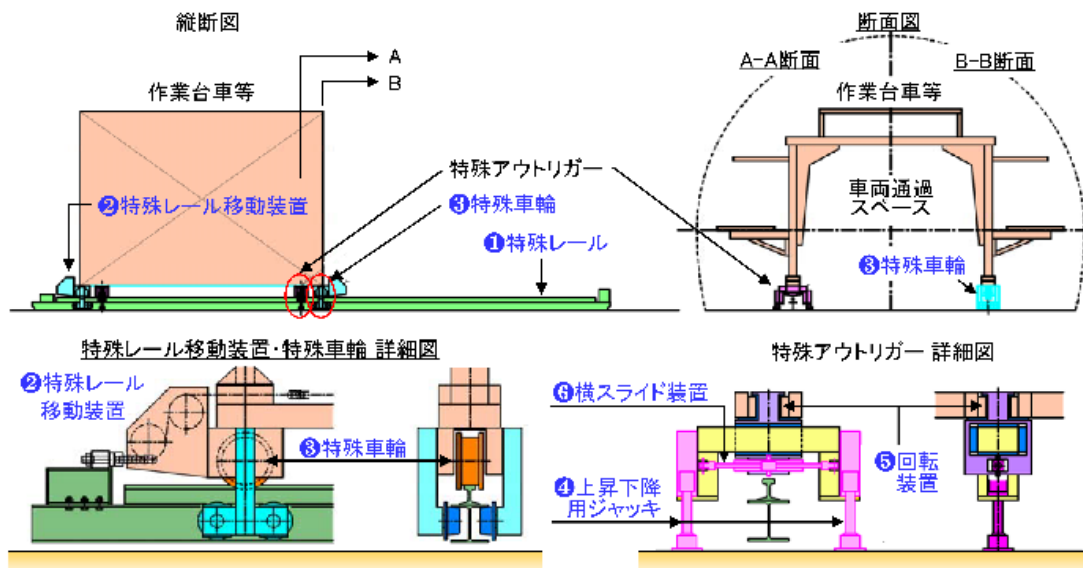 縦断図
A
B
作業台車等
❷特殊レール移動装置
特殊アウトリガー
❸特殊車輪
❶特殊レール
断面図
A-A断面
B-B断面
作業台車等
車両通過
スペース
❸特殊車輪
特殊レール移動装置・特殊車輪 詳細図
❷特殊レール
移動装置
❸特殊車輪
特殊アウトリガー 詳細図
❻横スライド装置
❺回転
装置
❹上昇下降
用ジャッキ